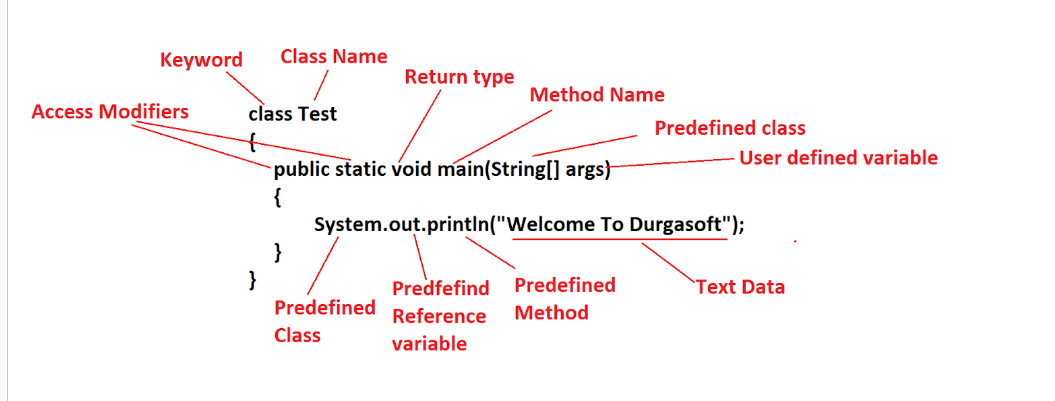 Keyword
Class Name
Return type
Method Name
Access Modifiers
class Test
Predefined class
{
User defined variable
public static void main(String[] args)
{
System.out.println("Welcome To Durgasoft");
}
}
Predefined
Class
Predfefind
Reference
variable
Predefined
Method
Text Data